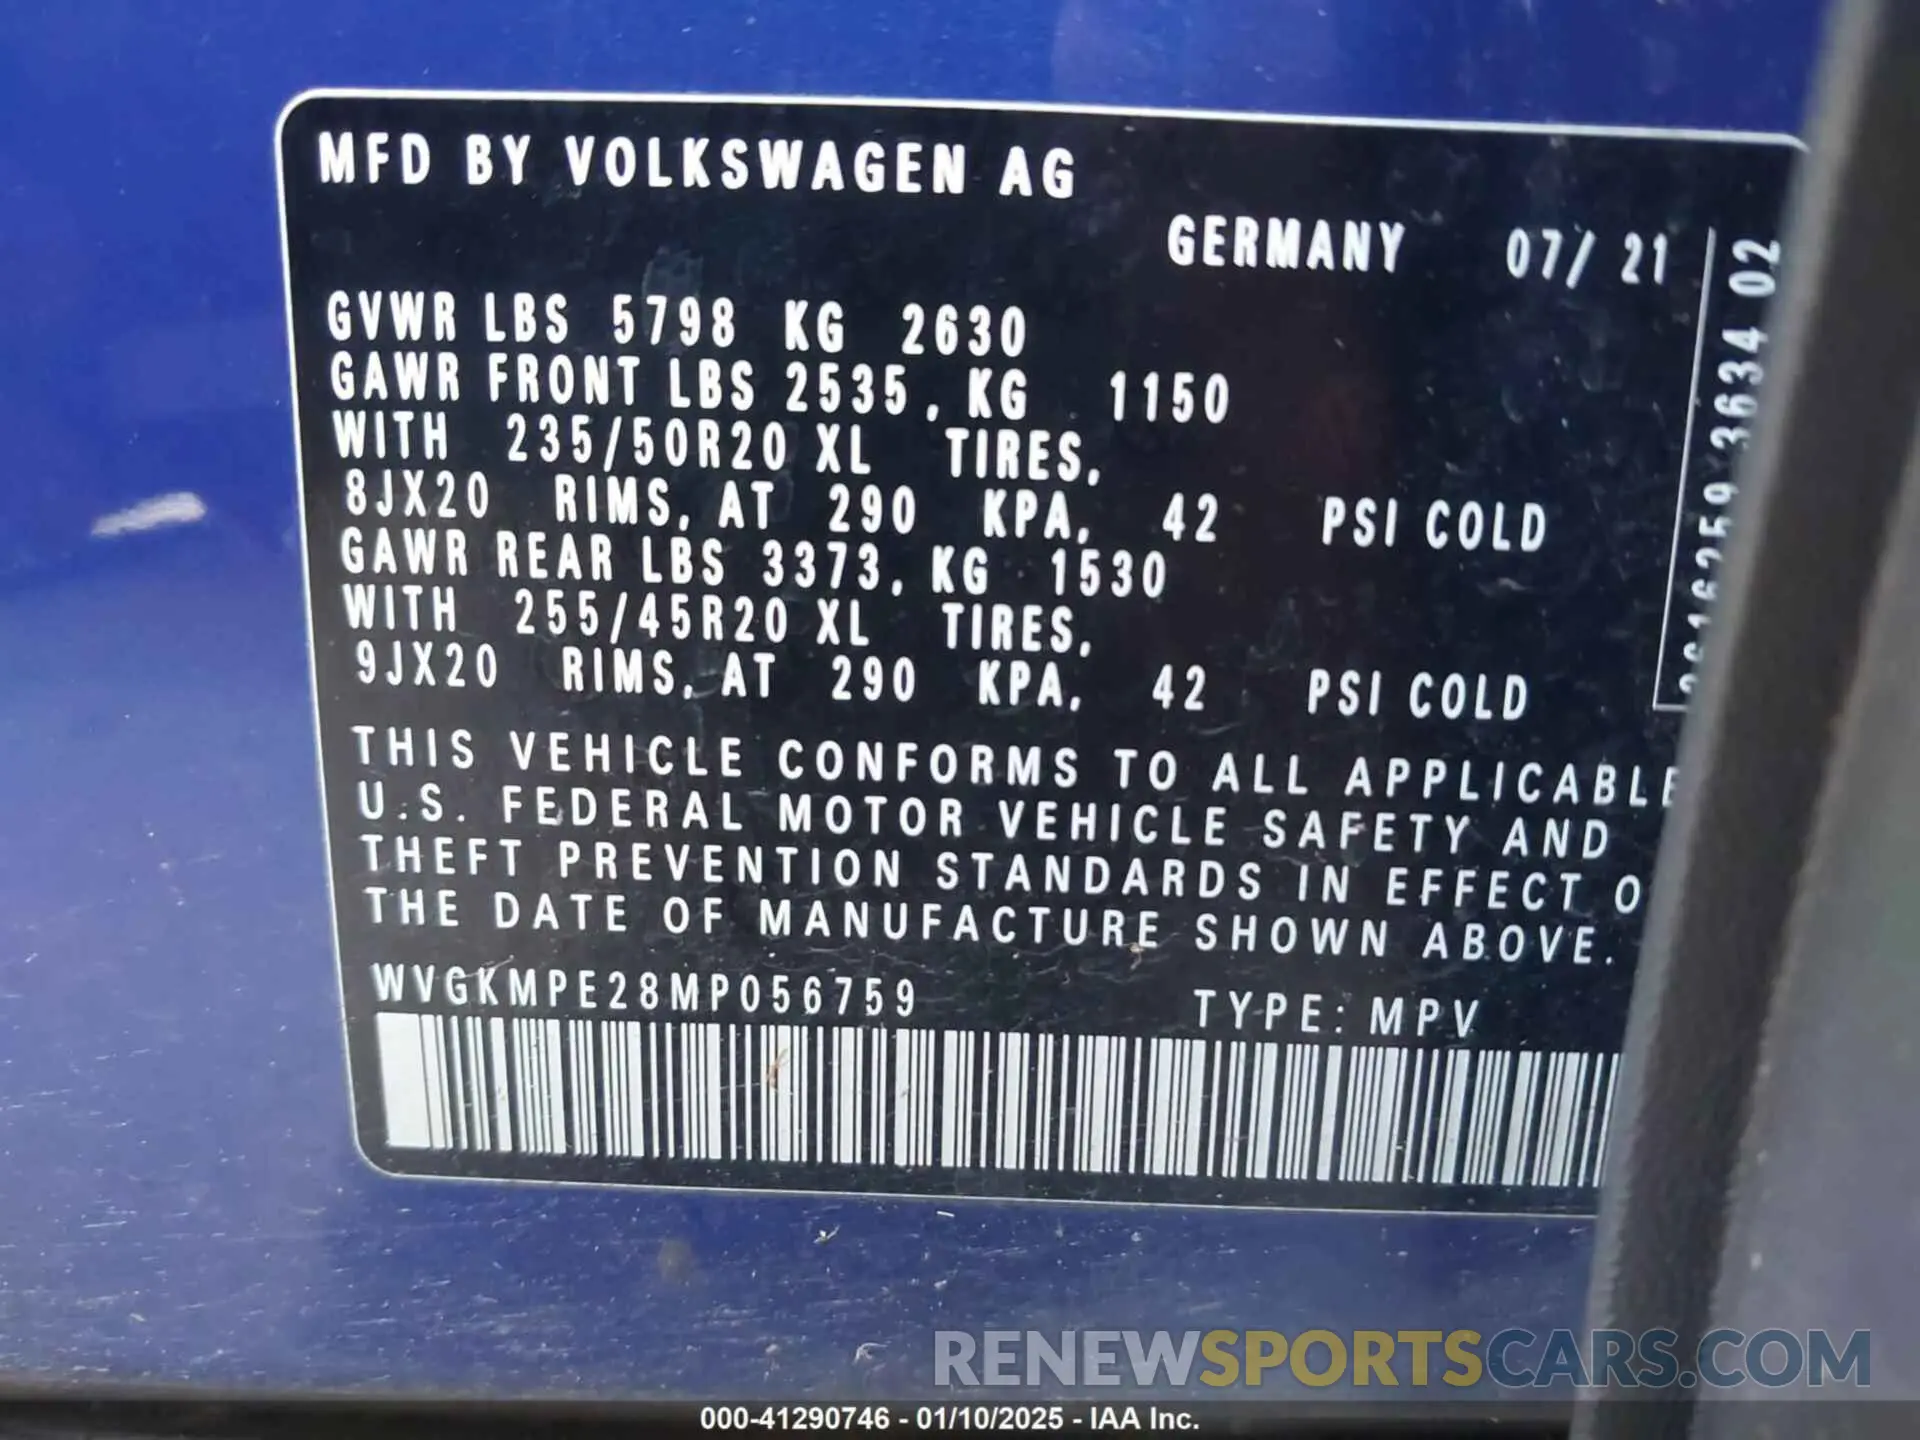 MFD BY VOLKSWAGEN AG
GERMANY 07/ 21
GVWR LBS 5798 KG 2630
GAWR FRONT LBS 2535, KG 1150
WITH 235/50R20 XL TIRES,
8JX20 RIMS, AT 290 KPA, 42 PSI COLD
GAWR REAR LBS 3373, KG 1530
WITH 255/45R20 XL TIRES,
9JX20 RIMS, AT 290 KPA, 42 PSI COLD
THIS VEHICLE CONFORMS TO ALL APPLICABLE
U.S. FEDERAL MOTOR VEHICLE SAFETY AND
THEFT PREVENTION STANDARDS IN EFFECT O
THE DATE OF MANUFACTURE SHOWN ABOVE.
WVGKMPE28MP056759 TYPE: MPV
3634 02
RENEWSPORTSCARS.COM
000-41290746 - 01/10/2025 - IAA Inc.